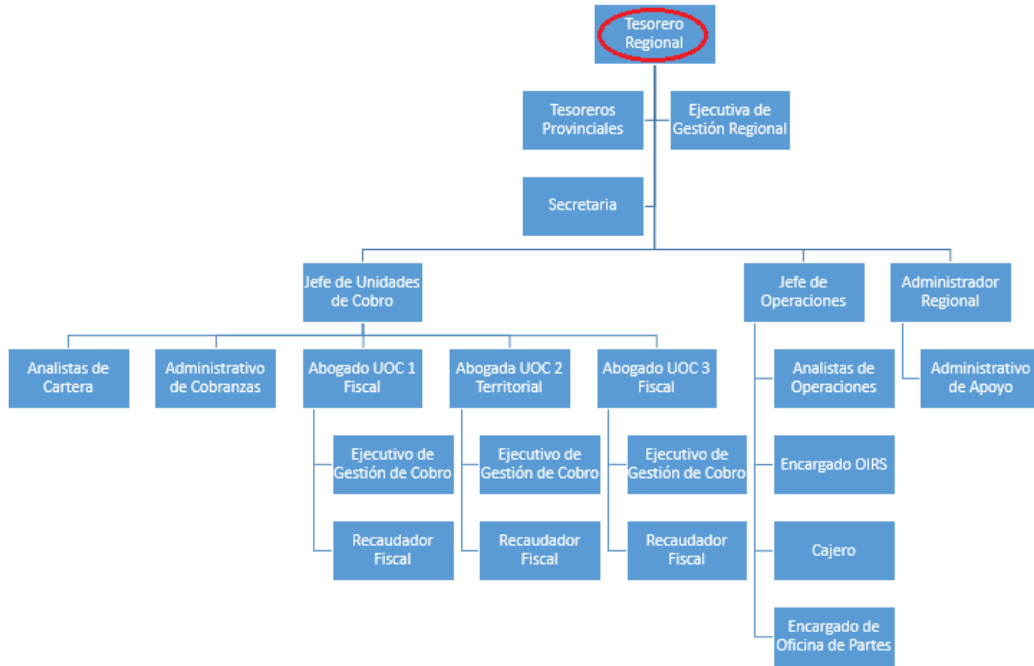 Tesorero
Regional
Tesoreros
Provinciales
Ejecutiva de
Gestión Regional
Secretaria
Jefe de Unidades
de Cobro
Jefe de
Operaciones
Administrador
Regional
Analistas de
Cartera
Administrativo
de Cobranzas
Abogado UOC 1
Fiscal
Abogada UOC 2
Territorial
Abogado UOC 3
Fiscal
Analistas de
Operaciones
Administrativo
de Apoyo
Ejecutivo de
Gestión de Cobro
Ejecutivo de
Gestión de Cobro
Ejecutivo de
Gestión de Cobro
Encargado OIRS
Recaudador
Fiscal
Recaudador
Fiscal
Recaudador
Fiscal
Cajero
Encargado de
Oficina de Partes